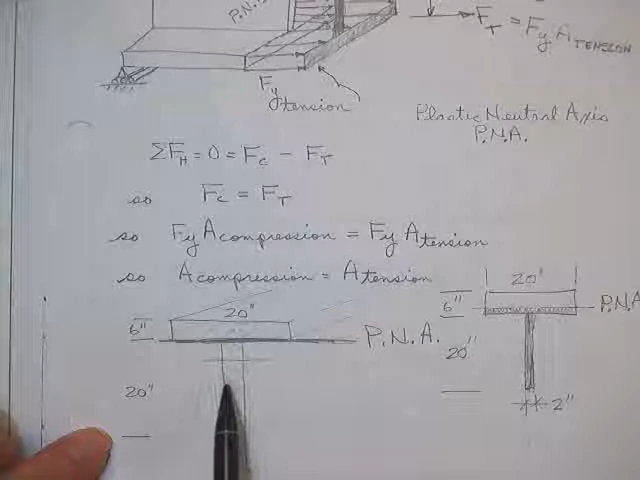 P.N.A
F_T = F_y A_TENSION
F_y tension
Plastic Neutral Axis
P.N.A.
ΣF_H = 0 = F_C - F_T
so F_C = F_T
so F_y A_compression = F_y A_tension
so A_compression = A_tension
20"
6"
P.N.A.
20"
20"
6"
P.N.A
20"
2"